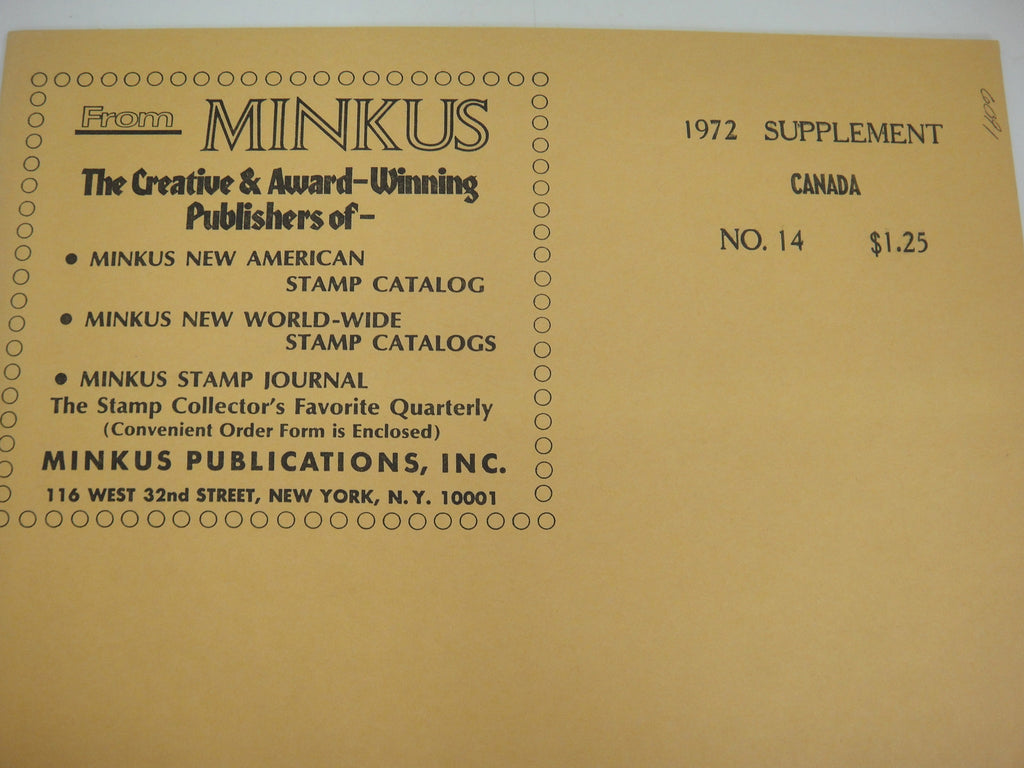 From MINKUS
The Creative & Award-Winning
Publishers of-
• MINKUS NEW AMERICAN
STAMP CATALOG
• MINKUS NEW WORLD-WIDE
STAMP CATALOGS
• MINKUS STAMP JOURNAL
The Stamp Collector's Favorite Quarterly
(Convenient Order Form is Enclosed)
MINKUS PUBLICATIONS, INC.
116 WEST 32nd STREET, NEW YORK, N.Y. 10001
1972 SUPPLEMENT
CANADA
NO. 14 $1.25